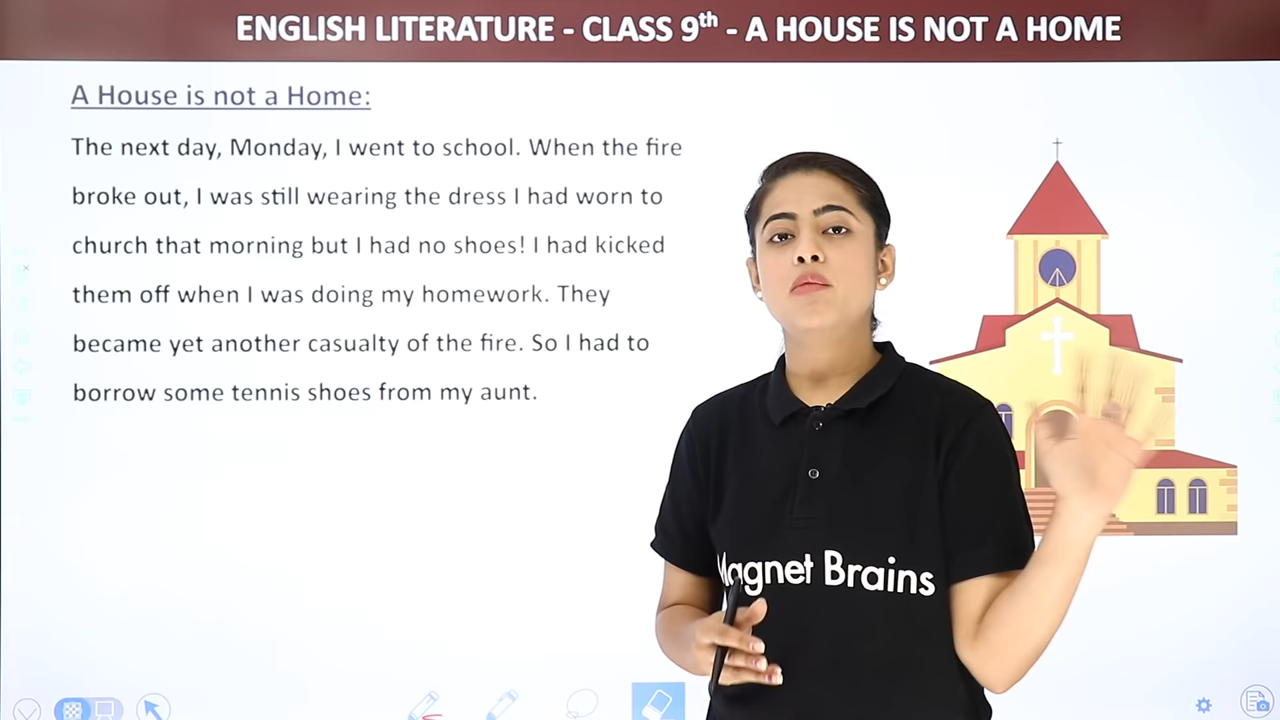 ENGLISH LITERATURE - CLASS 9th - A HOUSE IS NOT A HOME
A House is not a Home:
The next day, Monday, I went to school. When the fire
broke out, I was still wearing the dress I had worn to
church that morning but I had no shoes! I had kicked
them off when I was doing my homework. They
became yet another casualty of the fire. So I had to
borrow some tennis shoes from my aunt.
Magnet Brains